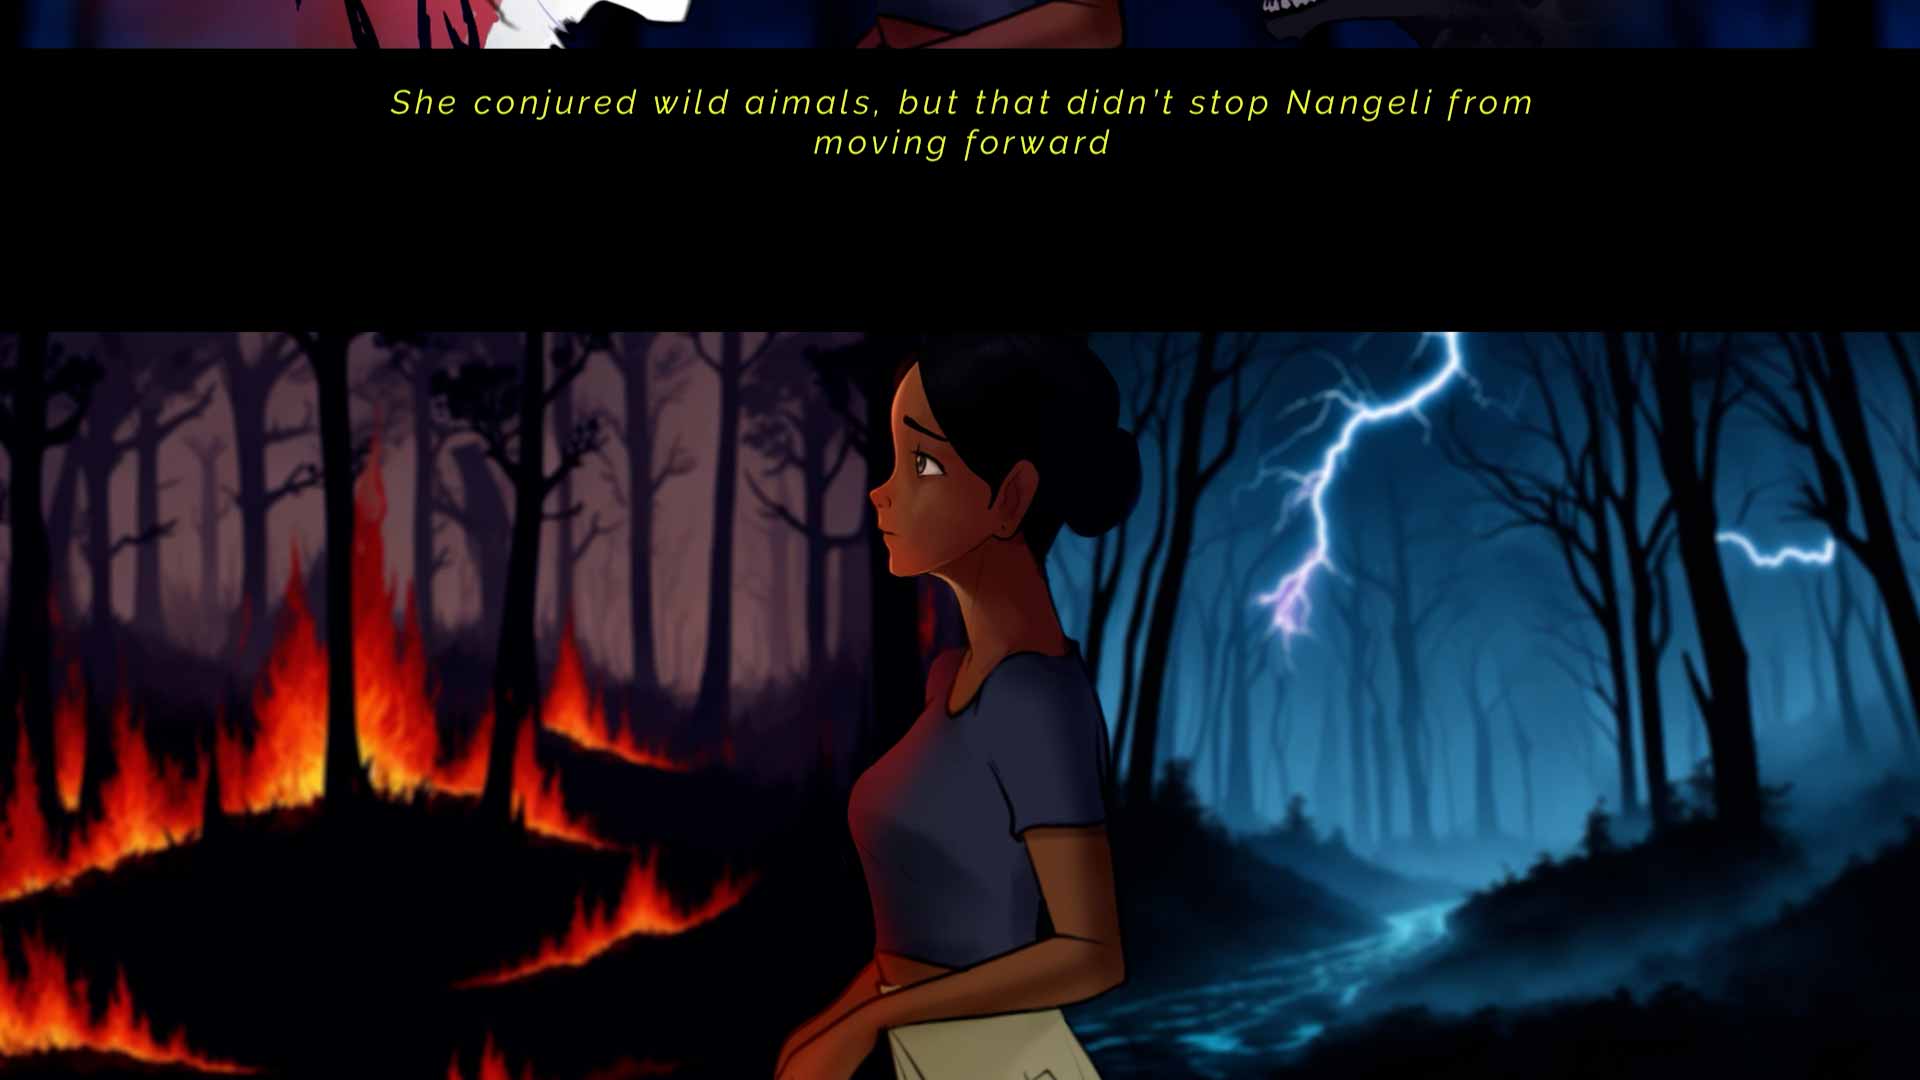 She conjured wild aimals, but that didn't stop Nangeli from
moving forward